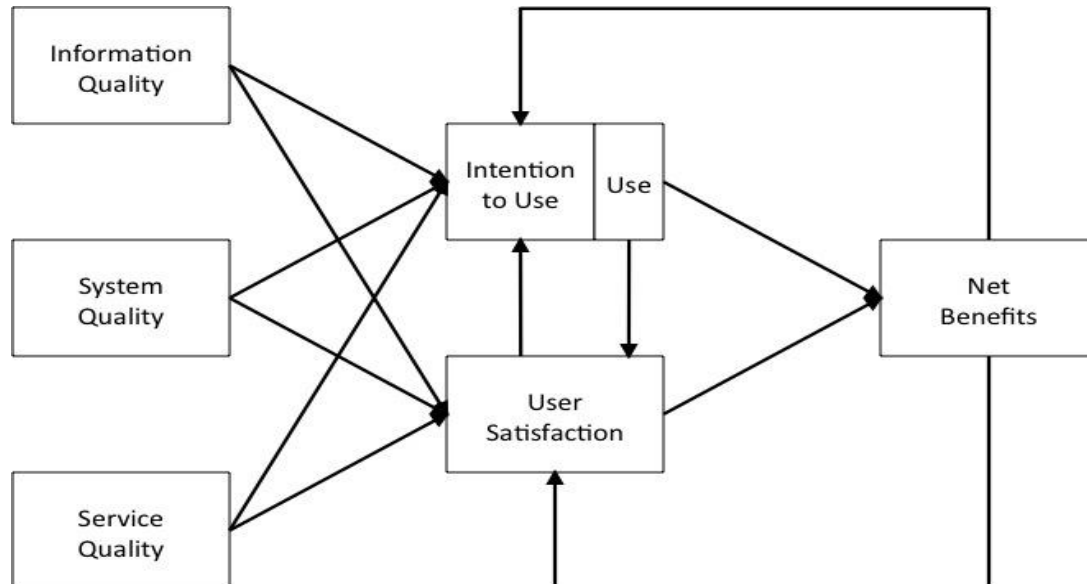 Information
Quality
Intention
to Use
Use
System
Quality
Net
Benefits
User
Satisfaction
Service
Quality